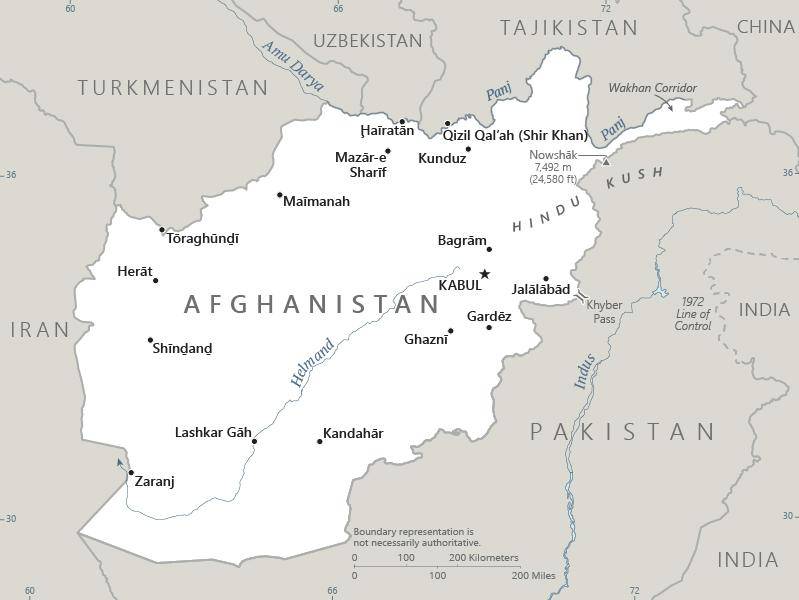 60
66
72
TAJIKISTAN
CHINA
UZBEKISTAN
Amu Darya
TURKMENISTAN
Panj
Wakhan Corridor
Panj
Ḩaīratān
Qizil Qal'ah (Shir Khan)
Mazār-e
Sharīf
Kunduz
Nowshāk
7,492 m
(24,580 ft)
36
36
HINDU KUSH
Maīmanah
Tōraghūnḏī
Bagrām
Herāt
KABUL
Jalālābād
AFGHANISTAN
Khyber
Pass
1972
Line of
Control
INDIA
Gardēz
Ghaznī
IRAN
Shīnḏanḏ
Helmand
Indus
Lashkar Gāh
Kandahār
PAKISTAN
Zaranj
30
30
Boundary representation is
not necessarily authoritative.
0 100 200 Kilometers
0 100 200 Miles
INDIA
60
66
72